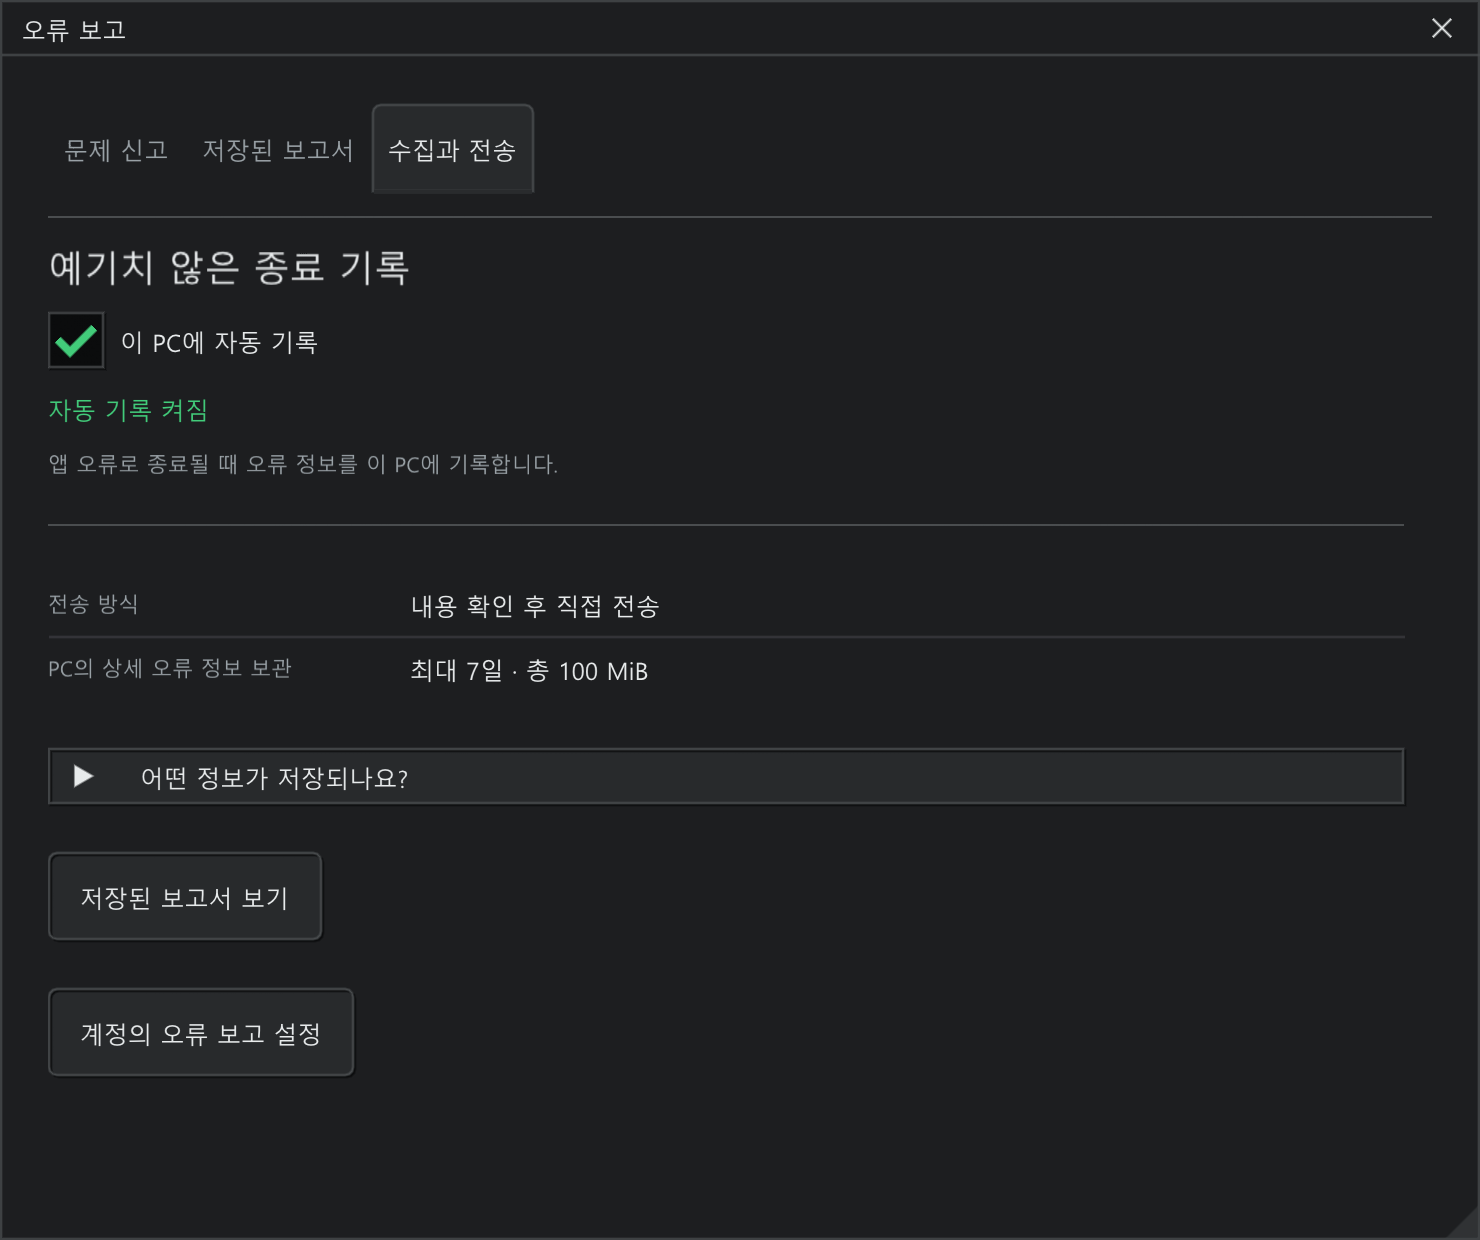 오류 보고
문제 신고 저장된 보고서 수집과 전송
예기치 않은 종료 기록
이 PC에 자동 기록
자동 기록 켜짐
앱 오류로 종료될 때 오류 정보를 이 PC에 기록합니다.
전송 방식 내용 확인 후 직접 전송
PC의 상세 오류 정보 보관 최대 7일 · 총 100 MiB
어떤 정보가 저장되나요?
저장된 보고서 보기
계정의 오류 보고 설정